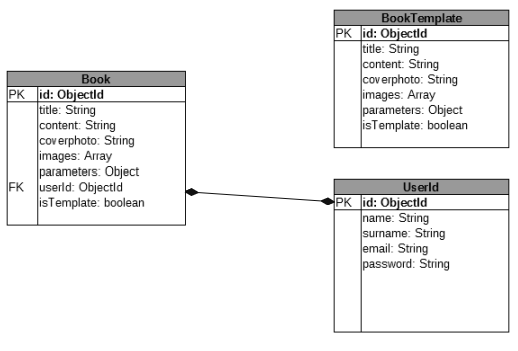 BookTemplate
PK id: ObjectId
title: String
content: String
coverphoto: String
images: Array
parameters: Object
isTemplate: boolean
Book
PK id: ObjectId
title: String
content: String
coverphoto: String
images: Array
parameters: Object
FK userId: ObjectId
isTemplate: boolean
UserId
PK id: ObjectId
name: String
surname: String
email: String
password: String